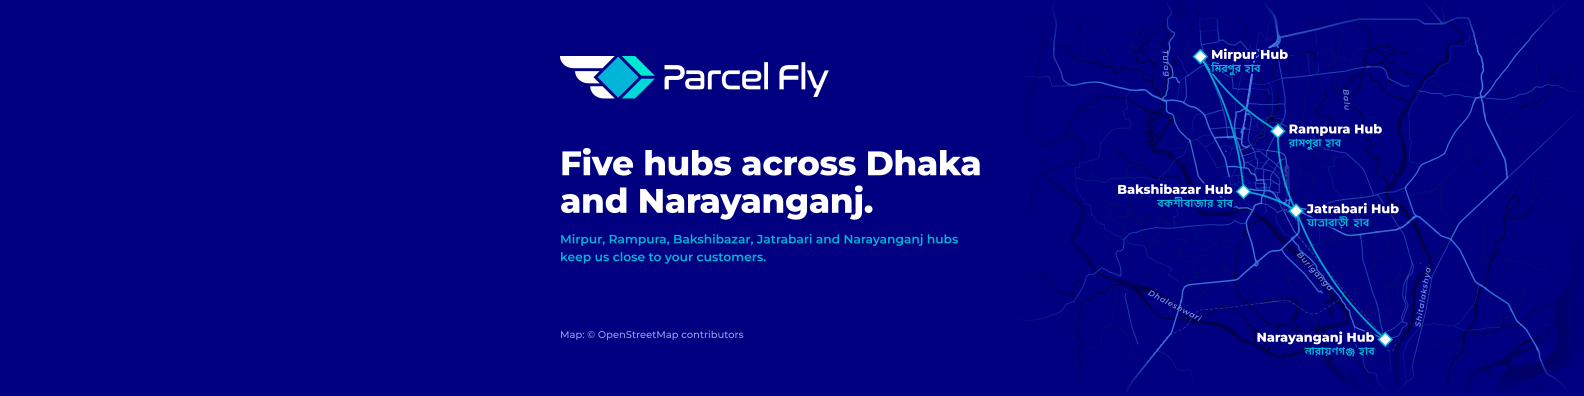 Parcel Fly
Five hubs across Dhaka
and Narayanganj.
Mirpur, Rampura, Bakshibazar, Jatrabari and Narayanganj hubs
keep us close to your customers.
Map: © OpenStreetMap contributors
Mirpur Hub
মিরপুর হাব
Turag
Balu
Rampura Hub
রামপুরা হাব
Bakshibazar Hub
বকশীবাজার হাব
Jatrabari Hub
যাত্রাবাড়ী হাব
Buriganga
Dhaleshwari
Shitalakshya
Narayanganj Hub
নারায়ণগঞ্জ হাব